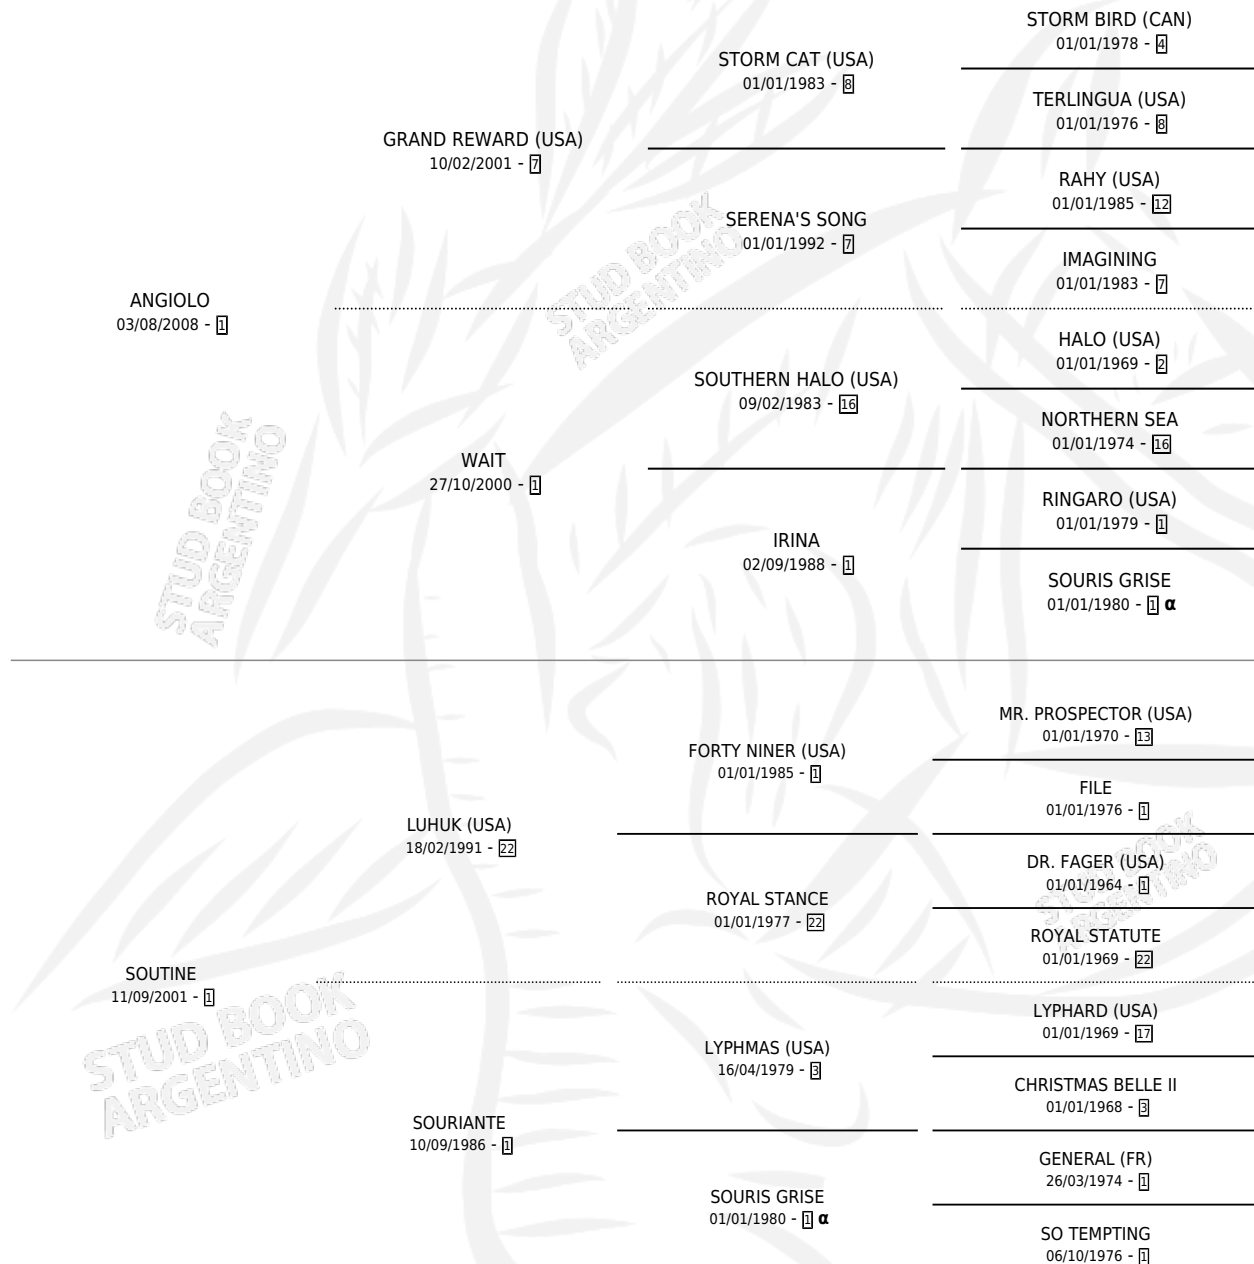 STORM BIRD (CAN)
01/01/1978 - 4
STORM CAT (USA)
01/01/1983 - 8
TERLINGUA (USA)
01/01/1976 - 8
GRAND REWARD (USA)
10/02/2001 - 7
RAHY (USA)
01/01/1985 - 12
SERENA'S SONG
01/01/1992 - 7
IMAGINING
01/01/1983 - 7
STUD BOOK
ARGENTINO
ANGIOLO
03/08/2008 - 1
HALO (USA)
01/01/1969 - 2
SOUTHERN HALO (USA)
09/02/1983 - 16
NORTHERN SEA
01/01/1974 - 16
WAIT
27/10/2000 - 1
RINGARO (USA)
01/01/1979 - 1
IRINA
02/09/1988 - 1
SOURIS GRISE
01/01/1980 - 1 α
STUD BOOK
ARGENTINO
MR. PROSPECTOR (USA)
01/01/1970 - 13
FORTY NINER (USA)
01/01/1985 - 1
FILE
01/01/1976 - 1
LUHUK (USA)
18/02/1991 - 22
DR. FAGER (USA)
01/01/1964 - 1
ROYAL STANCE
01/01/1977 - 22
ROYAL STATUTE
01/01/1969 - 22
STUD BOOK
ARGENTINO
SOUTINE
11/09/2001 - 1
LYPHARD (USA)
01/01/1969 - 17
LYPHMAS (USA)
16/04/1979 - 3
CHRISTMAS BELLE II
01/01/1968 - 3
SOURIANTE
10/09/1986 - 1
GENERAL (FR)
26/03/1974 - 1
SOURIS GRISE
01/01/1980 - 1 α
SO TEMPTING
06/10/1976 - 1
STUD BOOK
ARGENTINO